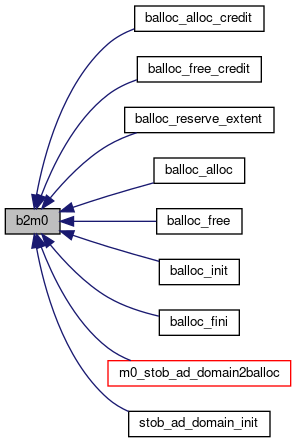 balloc_alloc_credit
balloc_free_credit
balloc_reserve_extent
balloc_alloc
b2m0
balloc_free
balloc_init
balloc_fini
m0_stob_ad_domain2balloc
stob_ad_domain_init